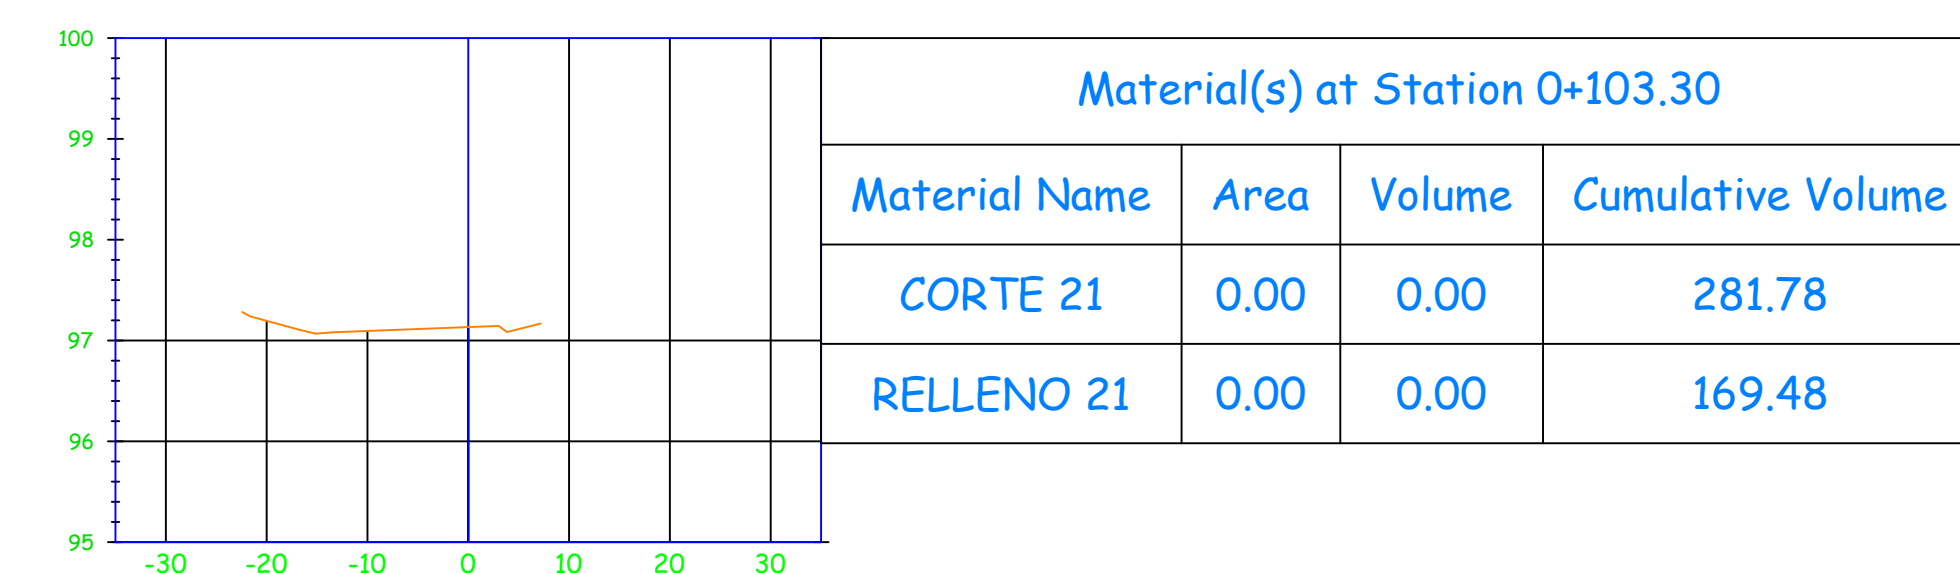 100
99
98
97
96
95
-30 -20 -10 0 10 20 30
Material(s) at Station 0+103.30
Material Name Area Volume Cumulative Volume
CORTE 21 0.00 0.00 281.78
RELLENO 21 0.00 0.00 169.48